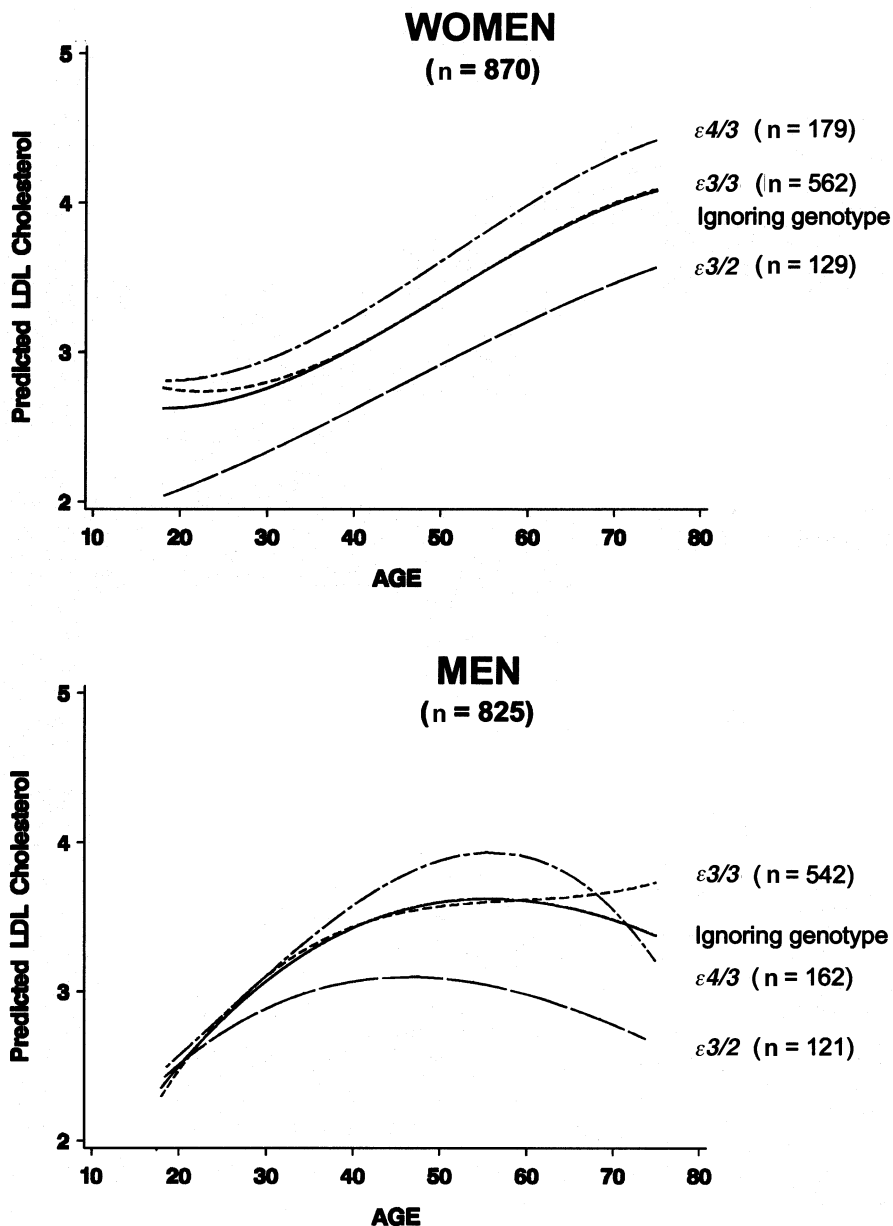 WOMEN
(n = 870)
5
4
3
2
Predicted LDL Cholesterol
ε4/3 (n = 179)
ε3/3 (n = 562)
Ignoring genotype
ε3/2 (n = 129)
10 20 30 40 50 60 70 80
AGE
MEN
(n = 825)
5
4
3
2
Predicted LDL Cholesterol
ε3/3 (n = 542)
Ignoring genotype
ε4/3 (n = 162)
ε3/2 (n = 121)
10 20 30 40 50 60 70 80
AGE